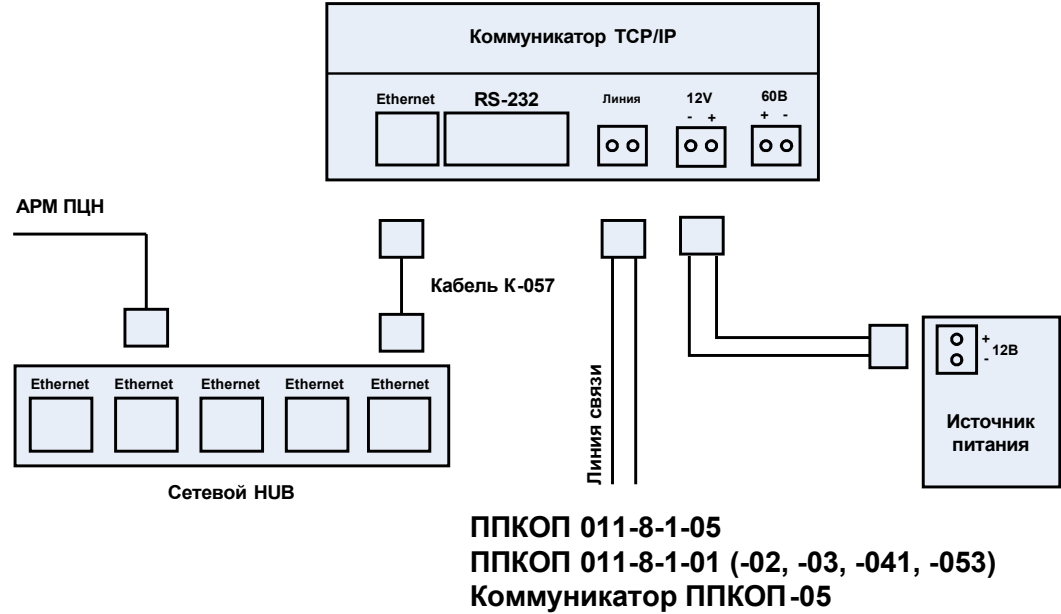 Коммуникатор TCP/IP
Ethernet RS-232 Линия 12V 60В
- + + -
АРМ ПЦН
Кабель К-057
+
12В
-
Ethernet Ethernet Ethernet Ethernet Ethernet
Линия связи
Источник
питания
Сетевой HUB
ППКОП 011-8-1-05
ППКОП 011-8-1-01 (-02, -03, -041, -053)
Коммуникатор ППКОП-05